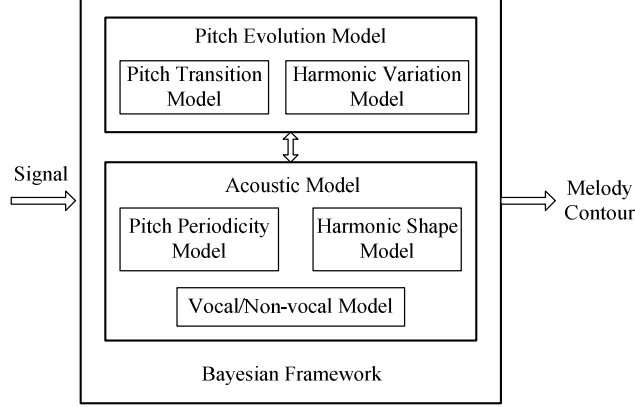 Pitch Evolution Model
Pitch Transition
Model
Harmonic Variation
Model
Signal
Acoustic Model
Pitch Periodicity
Model
Harmonic Shape
Model
Vocal/Non-vocal Model
Bayesian Framework
Melody
Contour